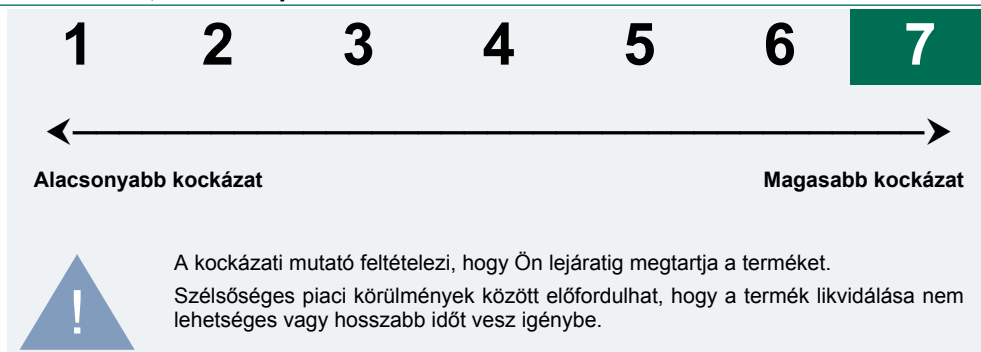 1 2 3 4 5 6 7
Alacsonyabb kockázat Magasabb kockázat
A kockázati mutató feltételezi, hogy Ön lejáratig megtartja a terméket.
Szélsőséges piaci körülmények között előfordulhat, hogy a termék likvidálása nem
lehetséges vagy hosszabb időt vesz igénybe.
!